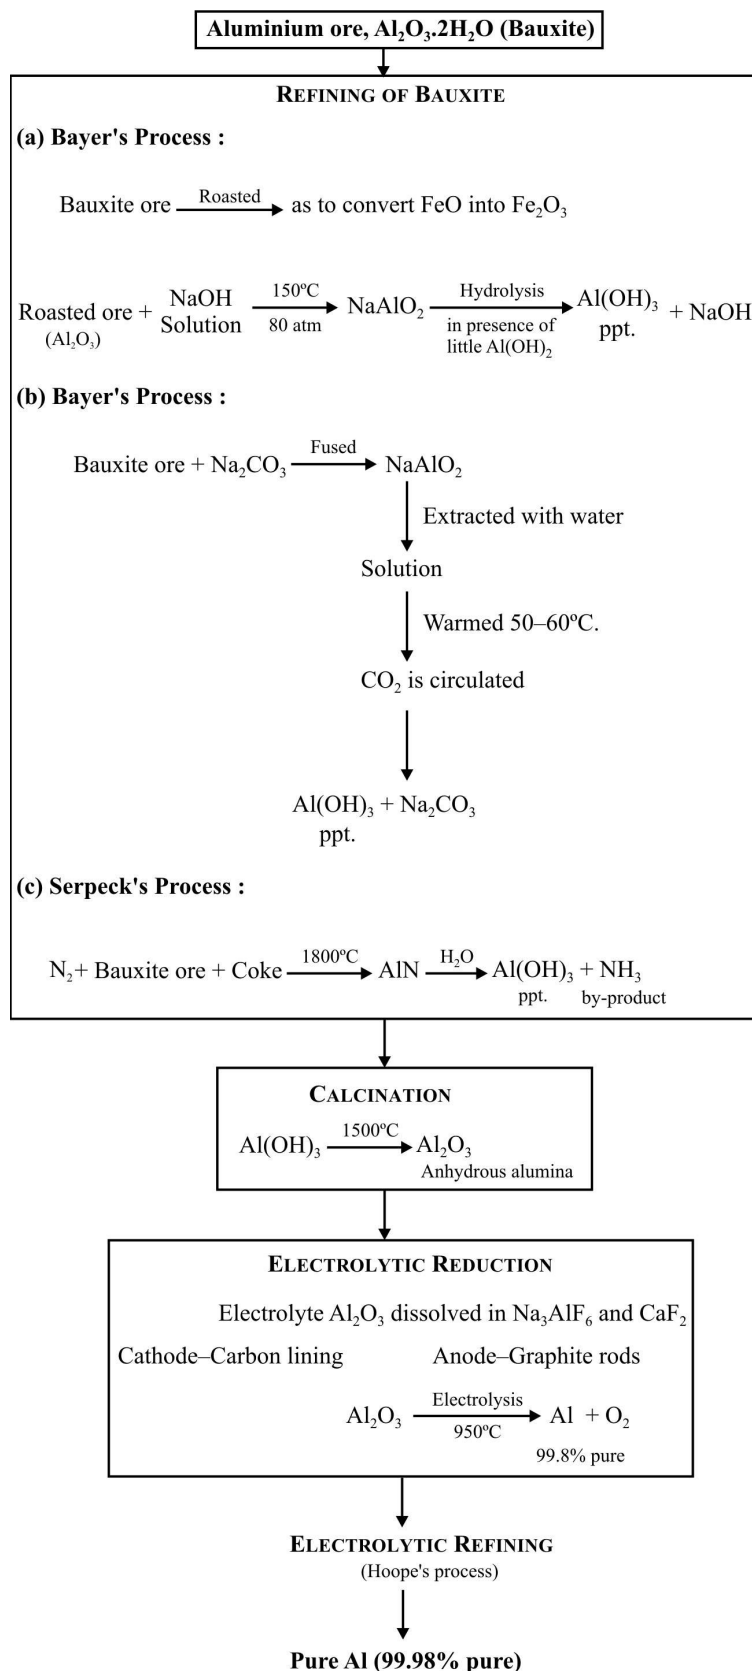 Aluminium ore, Al₂O₃.2H₂O (Bauxite)
REFINING OF BAUXITE
(a) Bayer's Process :
Bauxite ore Roasted as to convert FeO into Fe₂O₃
Roasted ore + NaOH Solution 150ºC 80 atm NaAlO₂ Hydrolysis in presence of little Al(OH)₂ Al(OH)₃ ppt. + NaOH
(Al₂O₃)
(b) Bayer's Process :
Bauxite ore + Na₂CO₃ Fused NaAlO₂
Extracted with water
Solution
Warmed 50–60ºC.
CO₂ is circulated
Al(OH)₃ + Na₂CO₃
ppt.
(c) Serpeck's Process :
N₂+ Bauxite ore + Coke 1800ºC AlN H₂O Al(OH)₃ + NH₃
ppt. by-product
CALCINATION
Al(OH)₃ 1500ºC Al₂O₃
Anhydrous alumina
ELECTROLYTIC REDUCTION
Electrolyte Al₂O₃ dissolved in Na₃AlF₆ and CaF₂
Cathode–Carbon lining Anode–Graphite rods
Al₂O₃ Electrolysis 950ºC Al + O₂
99.8% pure
ELECTROLYTIC REFINING
(Hoope's process)
Pure Al (99.98% pure)